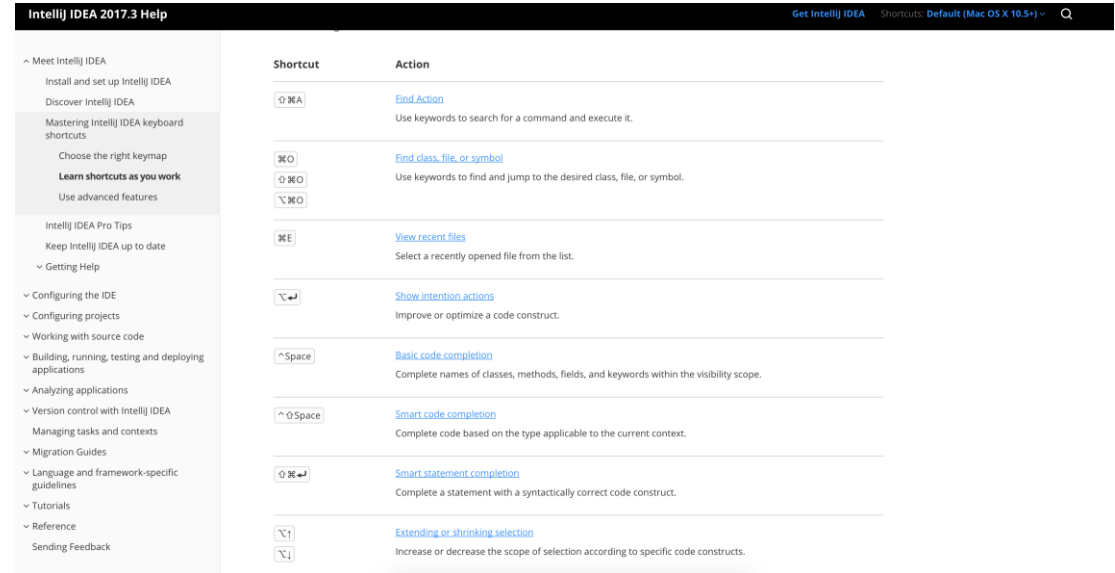 IntelliJ IDEA 2017.3 Help
Get IntelliJ IDEA
Shortcuts: Default (Mac OS X 10.5+)
Meet IntelliJ IDEA
Install and set up IntelliJ IDEA
Discover IntelliJ IDEA
Mastering IntelliJ IDEA keyboard
shortcuts
Choose the right keymap
Learn shortcuts as you work
Use advanced features
IntelliJ IDEA Pro Tips
Keep IntelliJ IDEA up to date
Getting Help
Configuring the IDE
Configuring projects
Working with source code
Building, running, testing and deploying
applications
Analyzing applications
Version control with IntelliJ IDEA
Managing tasks and contexts
Migration Guides
Language and framework-specific
guidelines
Tutorials
Reference
Sending Feedback
Shortcut Action
⇧⌘A Find Action
Use keywords to search for a command and execute it.
⌘O Find class, file, or symbol
⇧⌘O Use keywords to find and jump to the desired class, file, or symbol.
⌥⌘O
⌘E View recent files
Select a recently opened file from the list.
⌥↩ Show intention actions
Improve or optimize a code construct.
^Space Basic code completion
Complete names of classes, methods, fields, and keywords within the visibility scope.
^⇧Space Smart code completion
Complete code based on the type applicable to the current context.
⇧⌘↩ Smart statement completion
Complete a statement with a syntactically correct code construct.
⌥↑ Extending or shrinking selection
⌥↓ Increase or decrease the scope of selection according to specific code constructs.